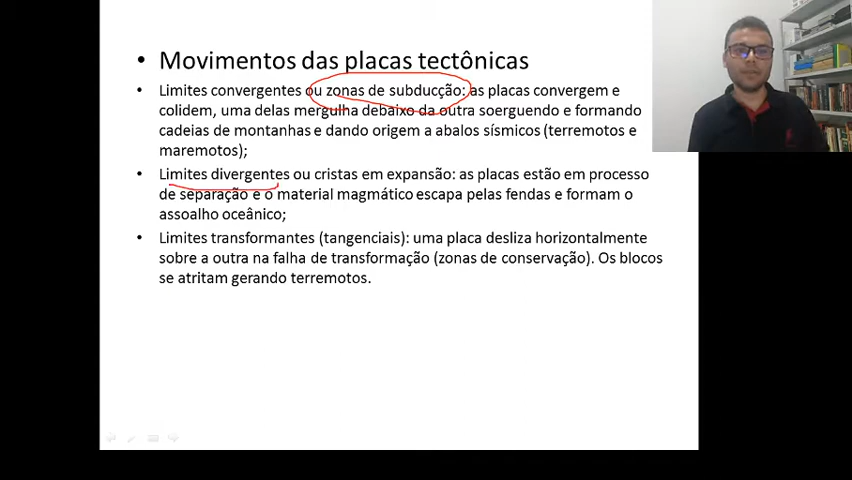 • Movimentos das placas tectônicas
• Limites convergentes ou zonas de subducção: as placas convergem e
colidem, uma delas mergulha debaixo da outra soerguendo e formando
cadeias de montanhas e dando origem a abalos sísmicos (terremotos e
maremotos);
• Limites divergentes ou cristas em expansão: as placas estão em processo
de separação e o material magmático escapa pelas fendas e formam o
assoalho oceânico;
• Limites transformantes (tangenciais): uma placa desliza horizontalmente
sobre a outra na falha de transformação (zonas de conservação). Os blocos
se atritam gerando terremotos.